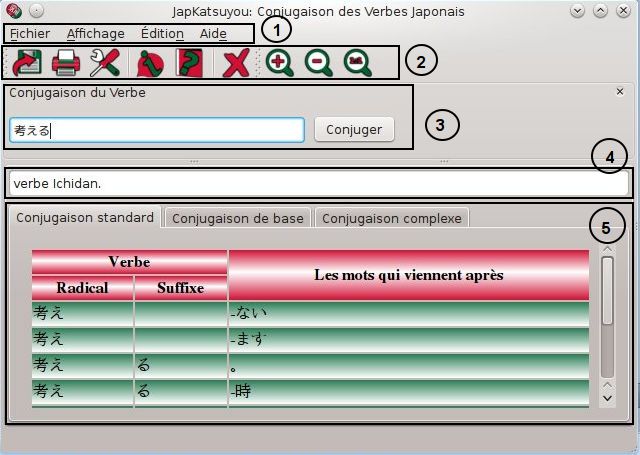 JapKatsuyou: Conjugaison des Verbes Japonais
Fichier Affichage Édition Aide
1
1:1
2
Conjugaison du Verbe
考える Conjuger
3
4
verbe Ichidan.
Conjugaison standard Conjugaison de base Conjugaison complexe
5
Verbe Les mots qui viennent après
Radical Suffixe
考え -ない
考え -ます
考え る 。
考え る -時